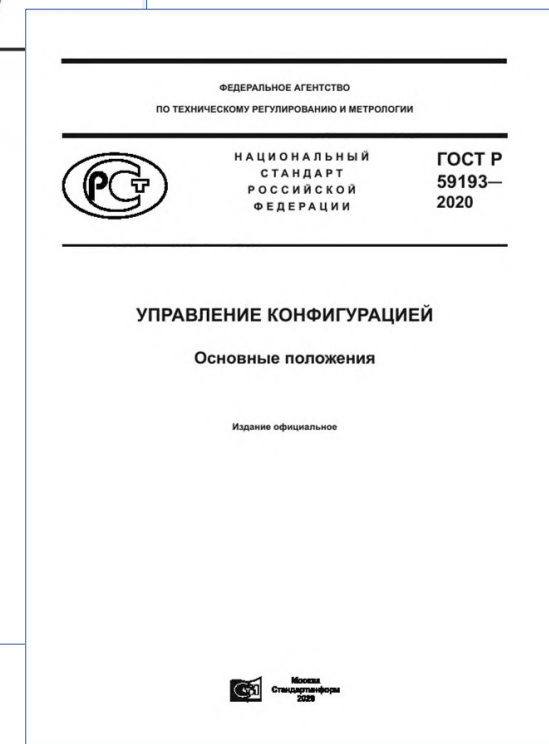 ФЕДЕРАЛЬНОЕ АГЕНТСТВО
ПО ТЕХНИЧЕСКОМУ РЕГУЛИРОВАНИЮ И МЕТРОЛОГИИ
НАЦИОНАЛЬНЫЙ
СТАНДАРТ
РОССИЙСКОЙ
ФЕДЕРАЦИИ
ГОСТ Р
59193—
2020
УПРАВЛЕНИЕ КОНФИГУРАЦИЕЙ
Основные положения
Издание официальное
Москва
Стандартинформ
2020